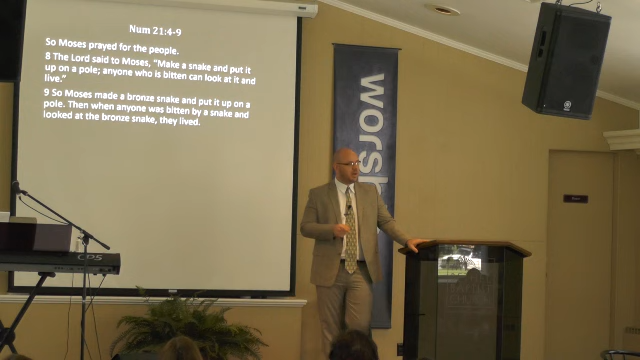 Num 21:4-9
So Moses prayed for the people.
8 The Lord said to Moses, "Make a snake and put it
up on a pole; anyone who is bitten can look at it and
live."
9 So Moses made a bronze snake and put it up on a
pole. Then when anyone was bitten by a snake and
looked at the bronze snake, they lived.
worsh
YAMAHA
CP5